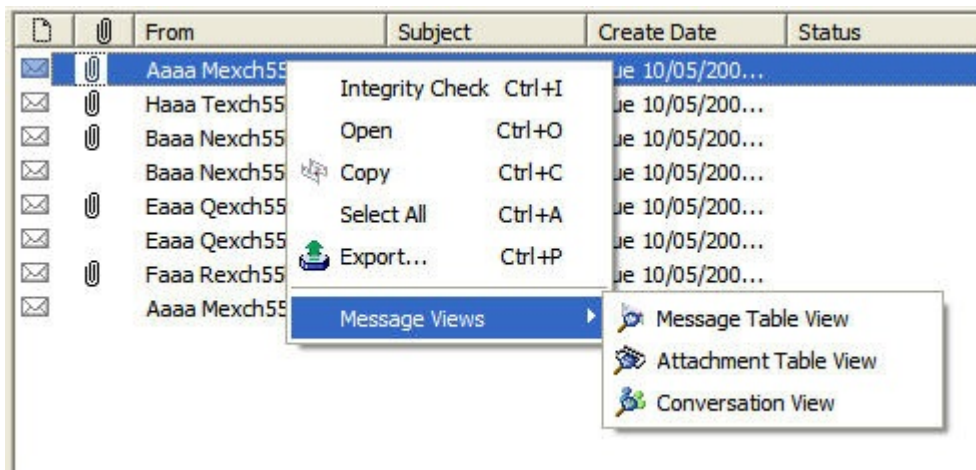 From Subject Create Date Status
Aaaa Mexch55 ue 10/05/200...
Haaa Texch55 ue 10/05/200...
Baaa Nexch55 ue 10/05/200...
Baaa Nexch55 ue 10/05/200...
Eaaa Qexch55 ue 10/05/200...
Eaaa Qexch55 ue 10/05/200...
Faaa Rexch55 ue 10/05/200...
Aaaa Mexch55
Integrity Check Ctrl+I
Open Ctrl+O
Copy Ctrl+C
Select All Ctrl+A
Export... Ctrl+P
Message Views
Message Table View
Attachment Table View
Conversation View